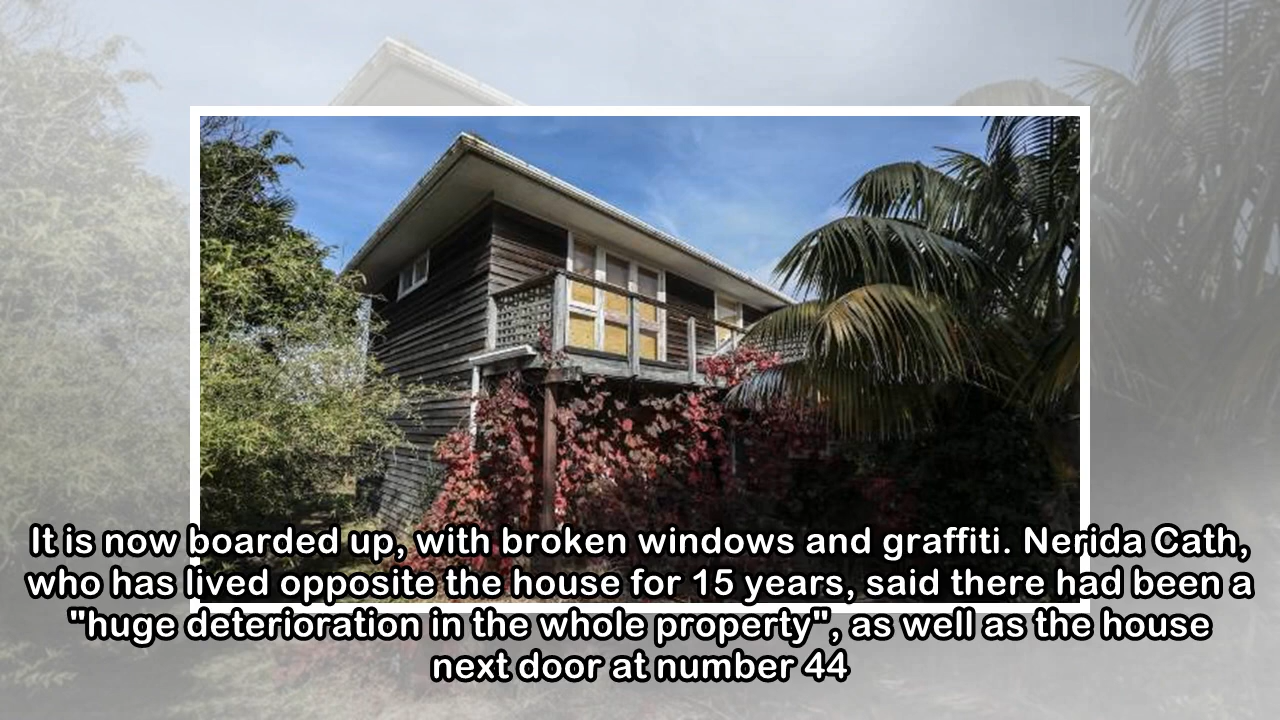 It is now boarded up, with broken windows and graffiti. Nerida Cath,
who has lived opposite the house for 15 years, said there had been a
"huge deterioration in the whole property", as well as the house
next door at number 44